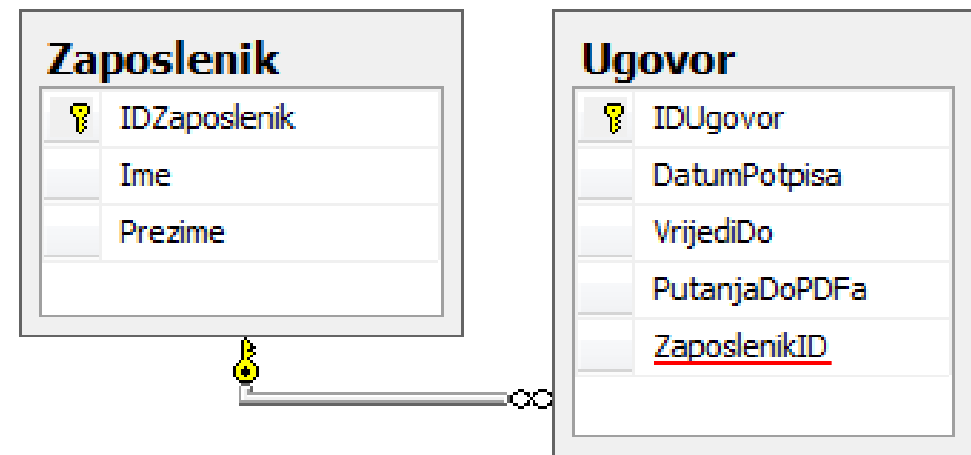 Zaposlenik
IDZaposlenik
Ime
Prezime
Ugovor
IDUgovor
DatumPotpisa
VrijediDo
PutanjaDoPDFa
ZaposlenikID